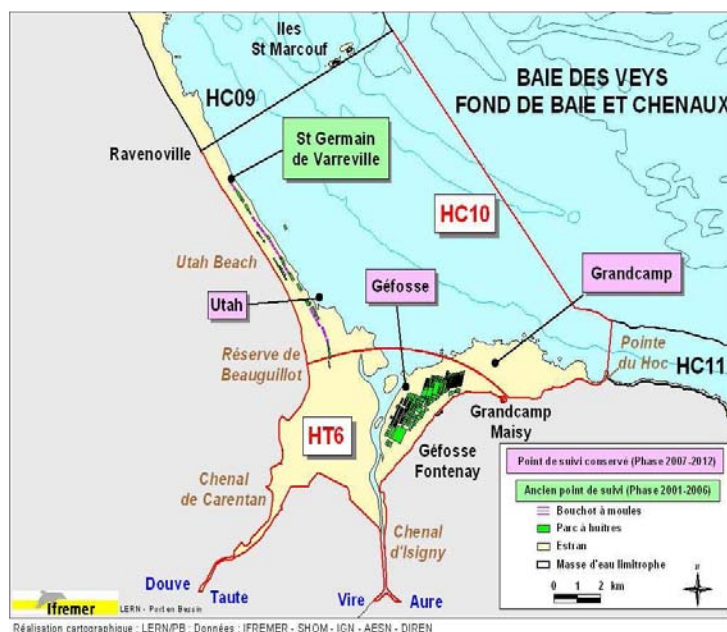 Iles
St Marcouf
BAIE DES VEYS
FOND DE BAIE ET CHENAUX
HC09
St Germain
de Varreville
Ravenoville
HC10
Utah Beach
Grandcamp
Géfosse
Utah
Réserve de
Beauguillot
Pointe
du Hoc
HC11
Grandcamp
Maisy
HT6
Géfosse
Fontenay
Chenal
de Carentan
Chenal
d'Isigny
Douve
Taute
Vire
Aure
Point de suivi conservé (Phase 2007-2012)
Ancien point de suivi (Phase 2001-2006)
Bouchot à moules
Parc à huîtres
Estran
Masse d'eau limitrophe
0 1 2 km
N
Ifremer
LERN - Port en Bessin
Réalisation cartographique : LERN/PB : Données : IFREMER - SHOM - IGN - AESN - DIREN